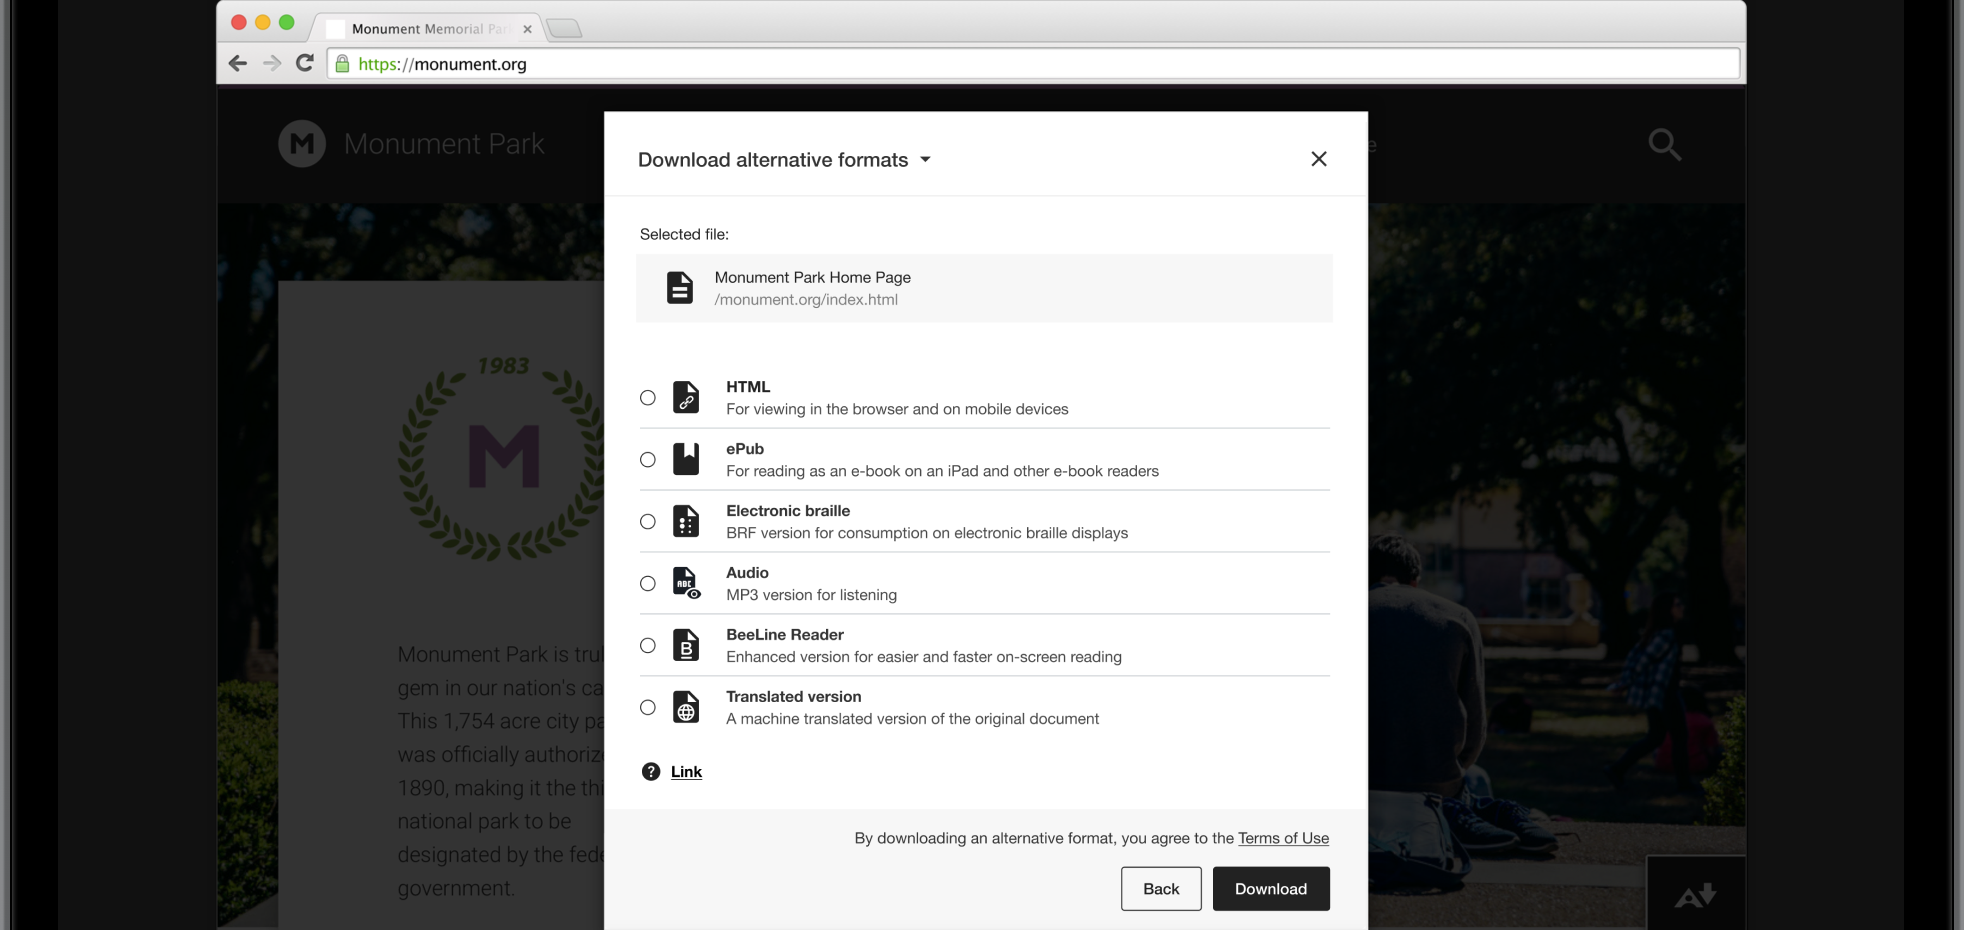 Monument Memorial Par
https://monument.org
M Monument Park
Download alternative formats
Selected file:
Monument Park Home Page
/monument.org/index.html
HTML
For viewing in the browser and on mobile devices
ePub
For reading as an e-book on an iPad and other e-book readers
Electronic braille
BRF version for consumption on electronic braille displays
ABC
Audio
MP3 version for listening
B
BeeLine Reader
Enhanced version for easier and faster on-screen reading
Translated version
A machine translated version of the original document
? Link
By downloading an alternative format, you agree to the Terms of Use
Back
Download
1983
M
Monument Park is
gem in our nation's
This 1,754 acre city
was officially
1890, making it the
national park to be
designated by the
government.
A